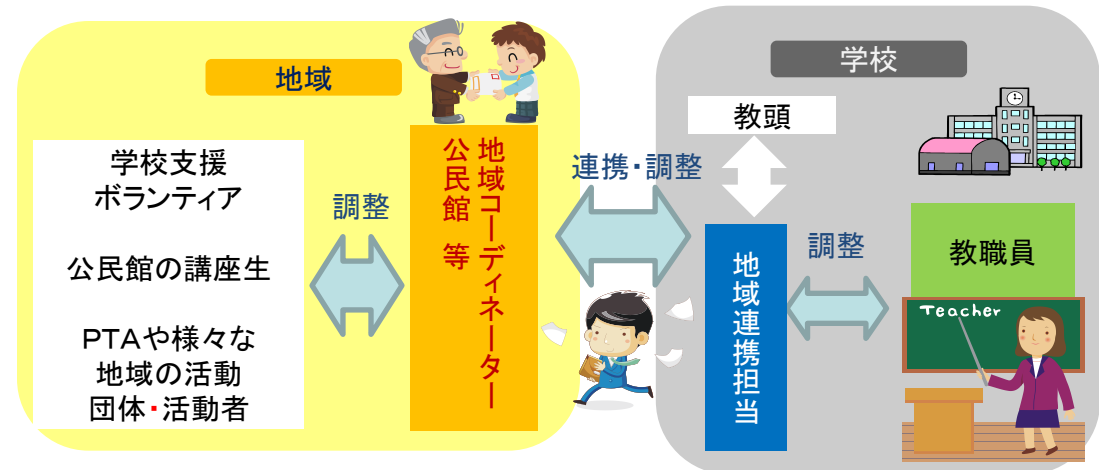 地域
学校支援
ボランティア
公民館の講座生
PTAや様々な
地域の活動
団体・活動者
調整
地域コーディネーター
公民館 等
連携・調整
学校
教頭
地域連携担当
調整
教職員
Teacher